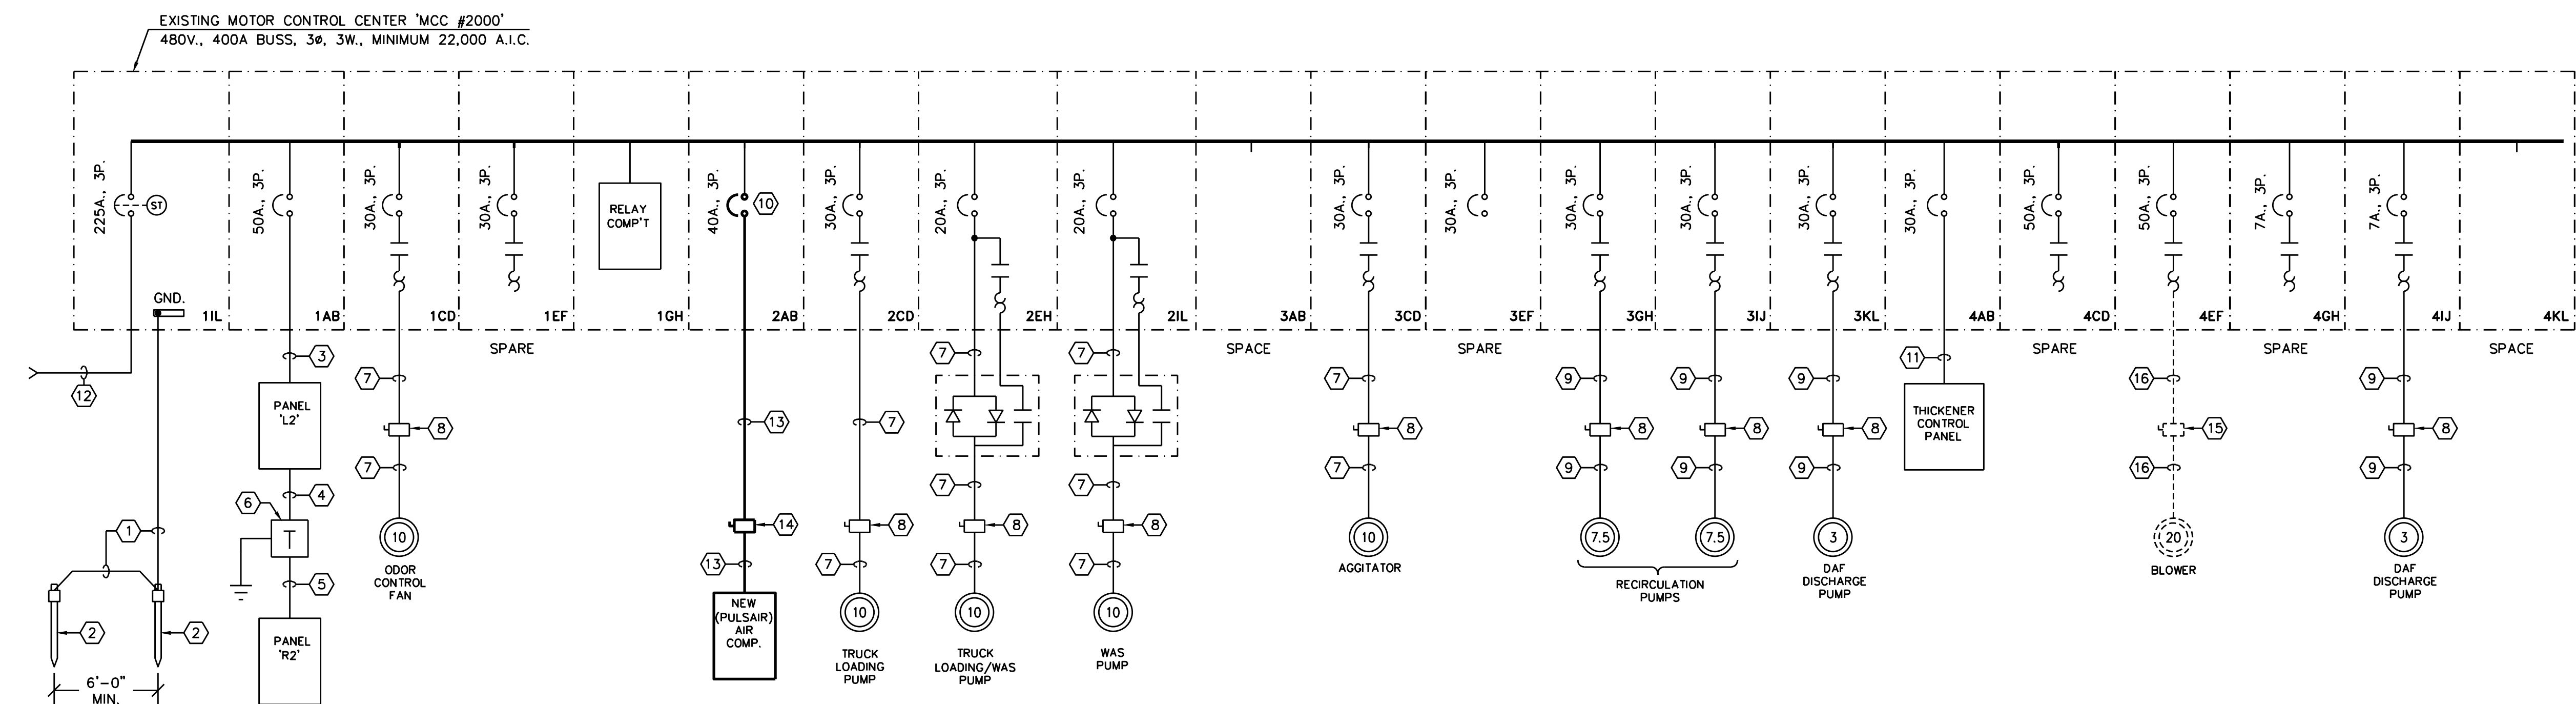 EXISTING MOTOR CONTROL CENTER 'MCC #2000'
480V., 400A BUSS, 3ø, 3W., MINIMUM 22,000 A.I.C.
225A., 3P.
ST
GND.
1IL
50A., 3P.
1AB
30A., 3P.
1CD
30A., 3P.
1EF
RELAY
COMP'T
1GH
40A., 3P.
10
2AB
30A., 3P.
2CD
20A., 3P.
2EH
20A., 3P.
2IL
3AB
30A., 3P.
3CD
30A., 3P.
3EF
30A., 3P.
3GH
30A., 3P.
3IJ
30A., 3P.
3KL
30A., 3P.
4AB
50A., 3P.
4CD
50A., 3P.
4EF
7A., 3P.
4GH
7A., 3P.
4IJ
4KL
12
1
2
2
6'-0"
MIN.
3
PANEL
'L2'
4
6
T
5
PANEL
'R2'
7
8
7
10
ODOR
CONTROL
FAN
SPARE
13
14
13
NEW
(PULSAIR)
AIR
COMP.
7
8
7
10
TRUCK
LOADING
PUMP
7
7
8
7
10
TRUCK
LOADING/WAS
PUMP
7
7
8
7
10
WAS
PUMP
SPACE
7
8
7
10
AGGITATOR
SPARE
9
8
9
7.5
9
8
9
7.5
RECIRCULATION
PUMPS
9
8
9
3
DAF
DISCHARGE
PUMP
11
THICKENER
CONTROL
PANEL
SPARE
16
15
16
20
BLOWER
SPARE
9
8
9
3
DAF
DISCHARGE
PUMP
SPACE